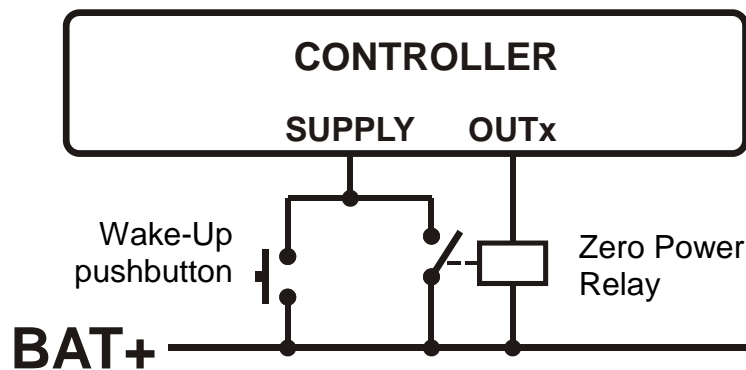 CONTROLLER
SUPPLY OUTx
Wake-Up
pushbutton
Zero Power
Relay
BAT+